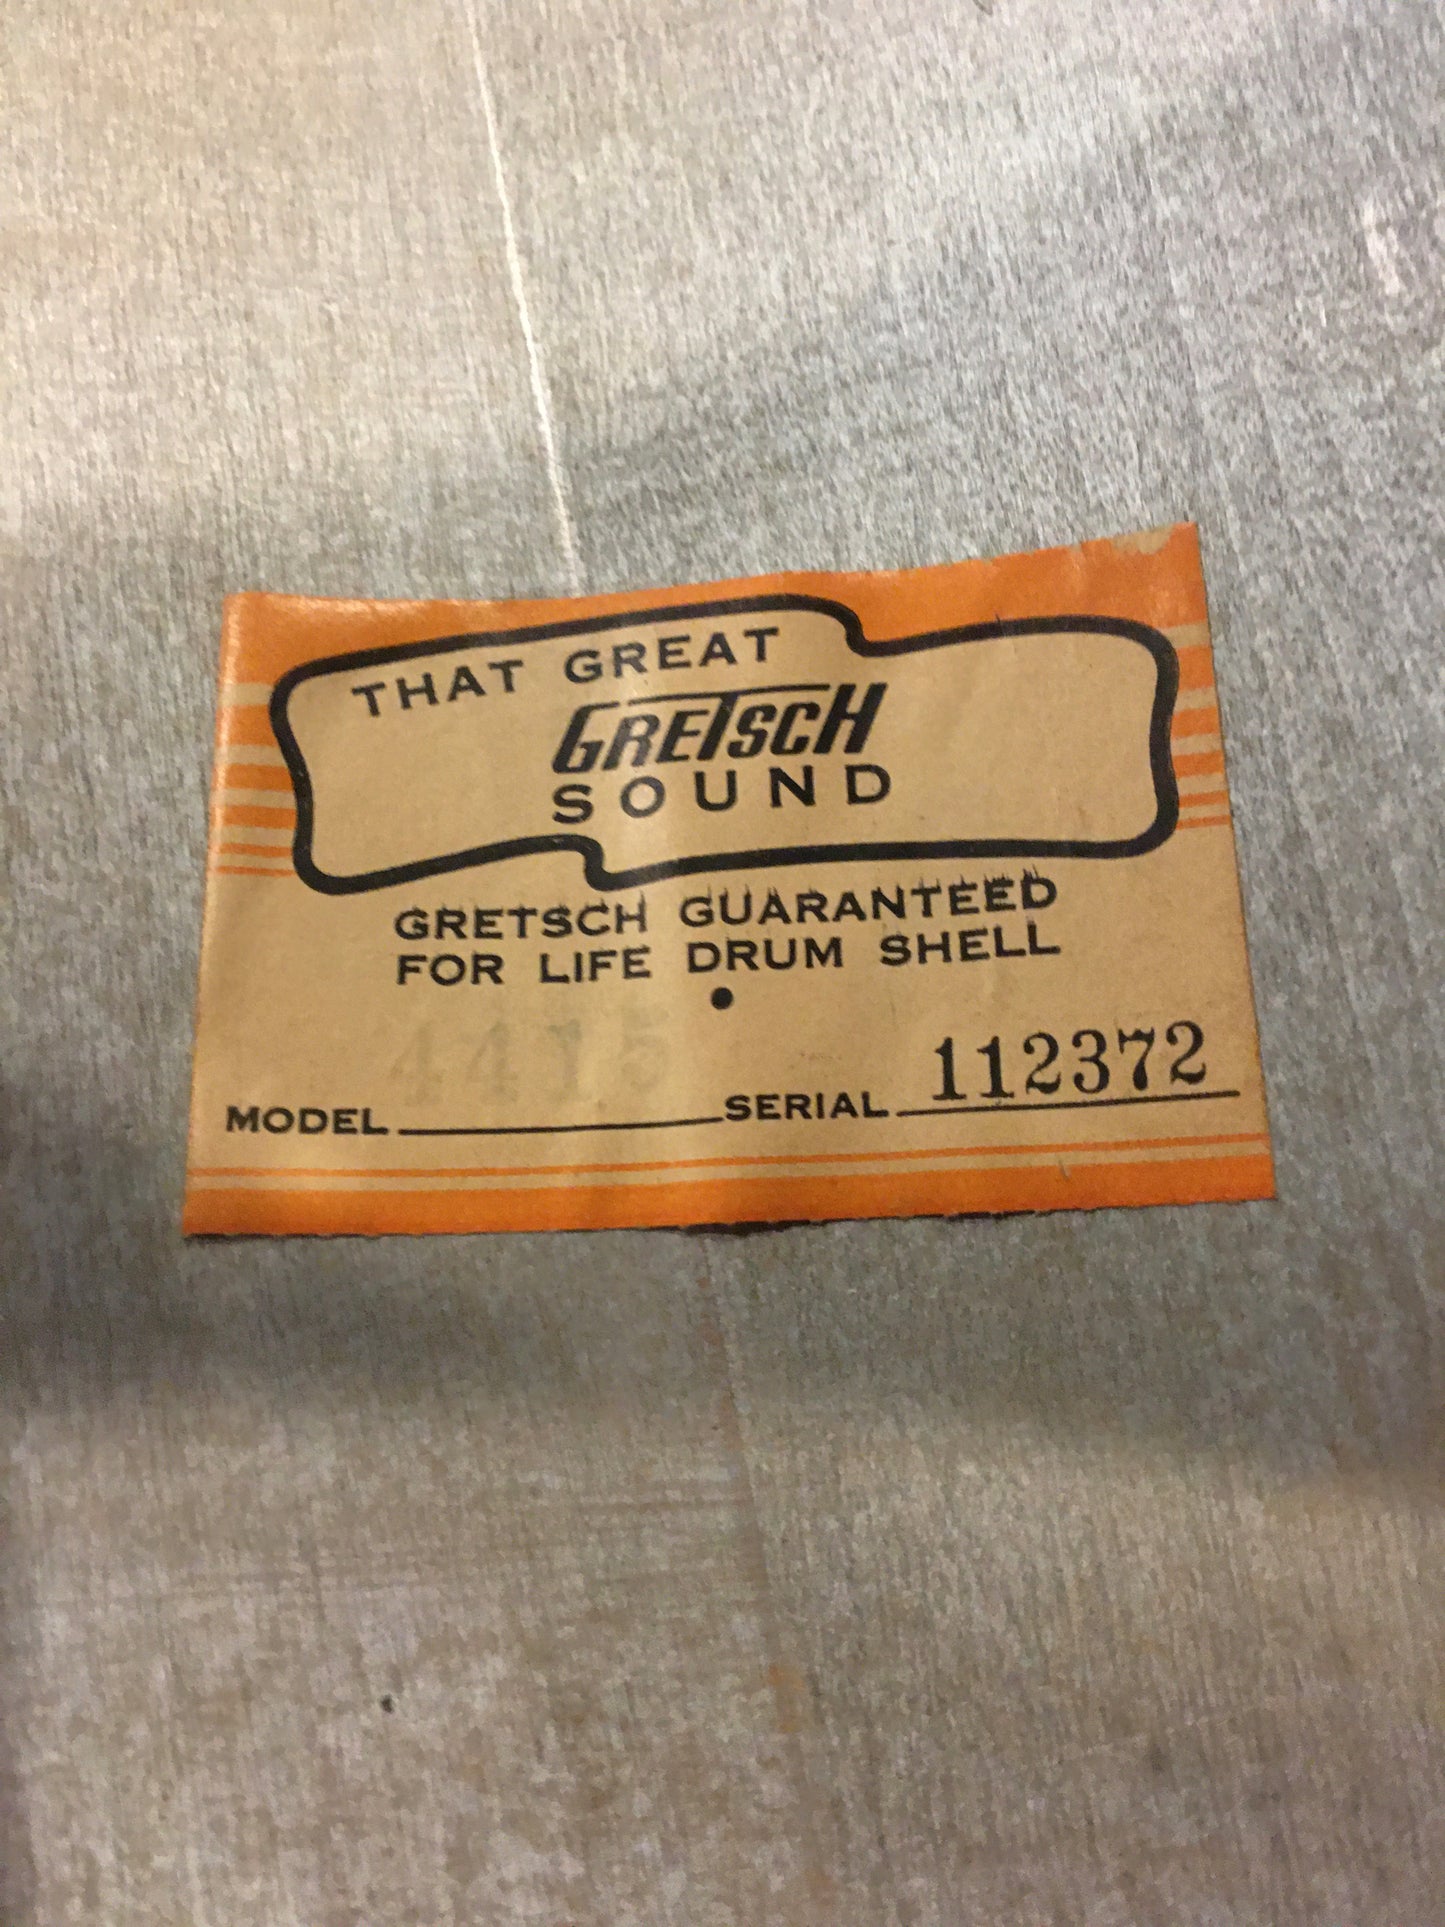 THAT GREAT
GRETSCH
SOUND
GRETSCH GUARANTEED
FOR LIFE DRUM SHELL
4415
MODEL SERIAL 112372